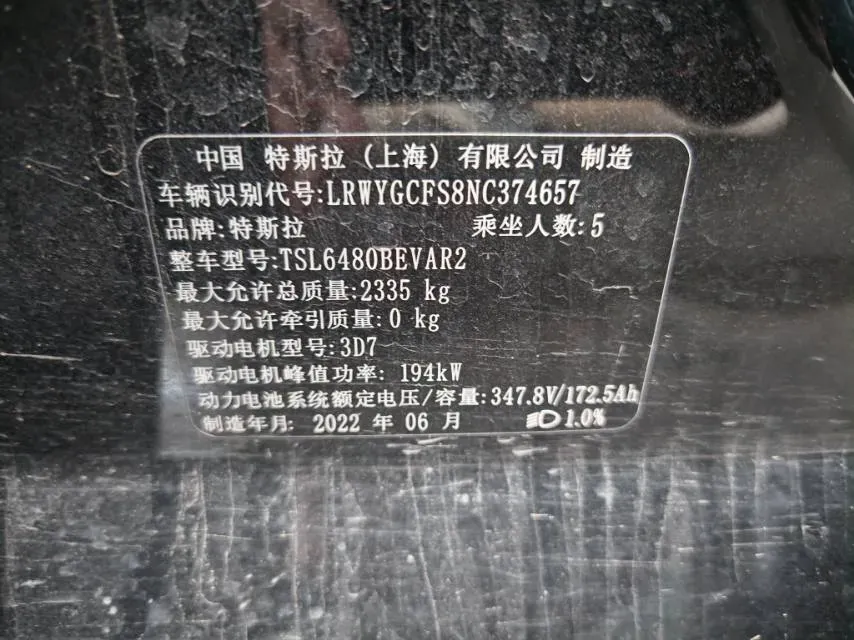 中国 特斯拉 (上海) 有限公司 制造
车辆识别代号:LRWYGCFS8NC374657
品牌:特斯拉 乘坐人数:5
整车型号:TSL6480BEVAR2
最大允许总质量:2335 kg
最大允许牵引质量: 0 kg
驱动电机型号:3D7
驱动电机峰值功率: 194kW
动力电池系统额定电压/容量:347.8V/172.5Ah
制造年月: 2022 年 06 月 1.0%